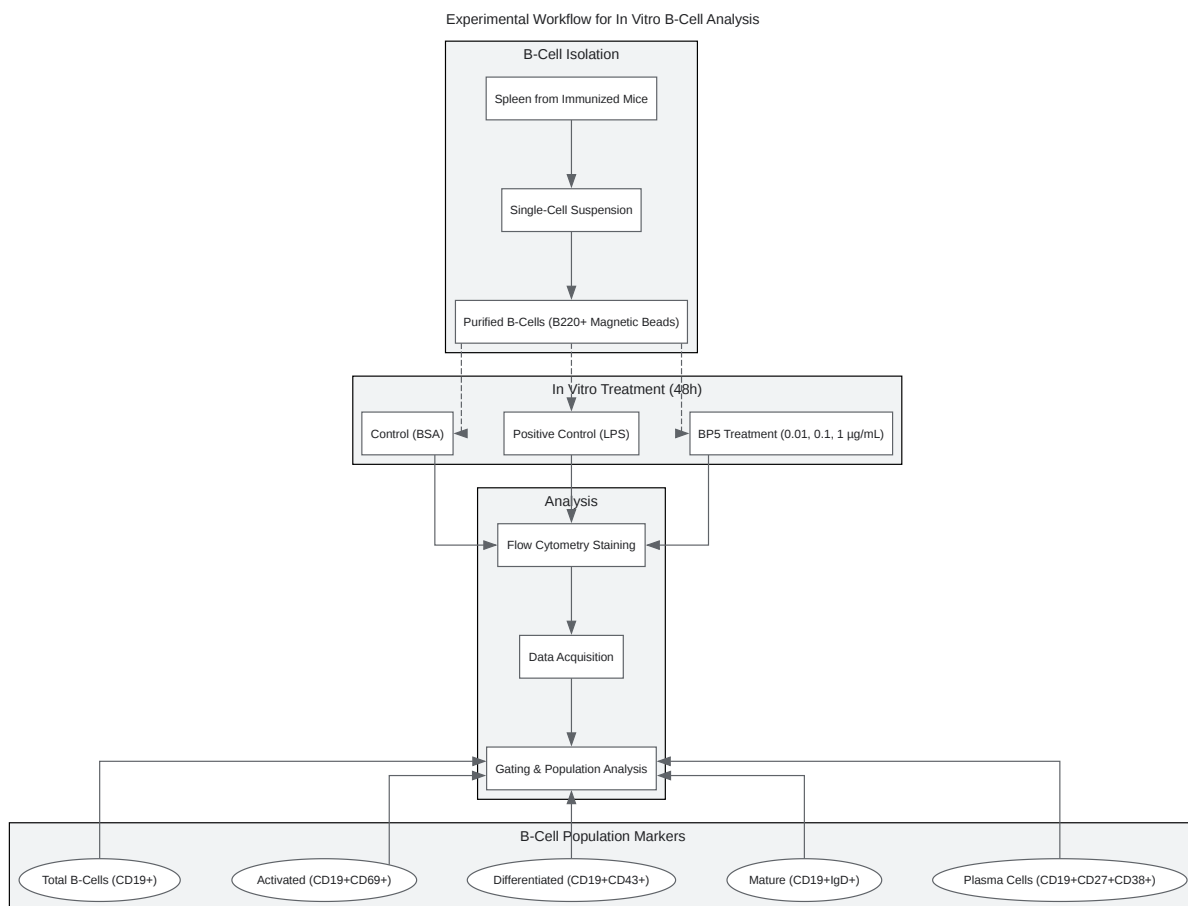 Experimental Workflow for In Vitro B-Cell Analysis
B-Cell Isolation
Spleen from Immunized Mice
Single-Cell Suspension
Purified B-Cells (B220+ Magnetic Beads)
In Vitro Treatment (48h)
Control (BSA)
Positive Control (LPS)
BP5 Treatment (0.01, 0.1, 1 µg/mL)
Analysis
Flow Cytometry Staining
Data Acquisition
Gating & Population Analysis
B-Cell Population Markers
Total B-Cells (CD19+)
Activated (CD19+CD69+)
Differentiated (CD19+CD43+)
Mature (CD19+IgD+)
Plasma Cells (CD19+CD27+CD38+)